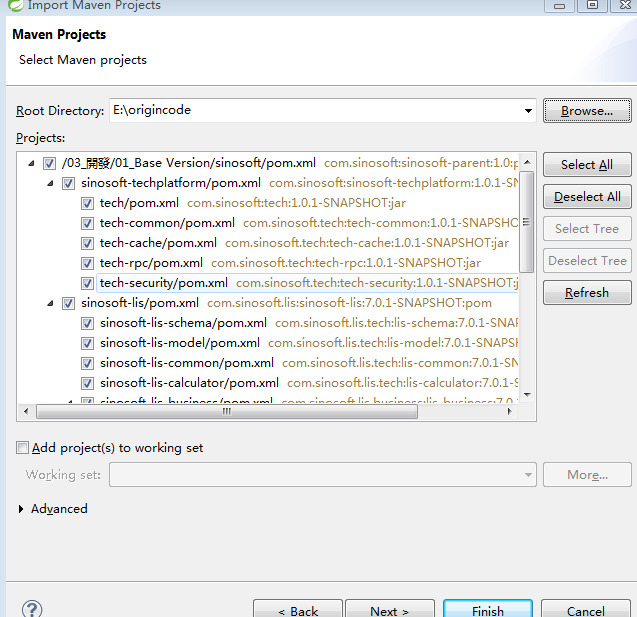 Import Maven Projects
Maven Projects
Select Maven projects
Root Directory: E:\origincode Browse...
Projects:
/03_開發/01_Base Version/sinosoft/pom.xml com.sinosoft:sinosoft-parent:1.0:p
sinosoft-techplatform/pom.xml com.sinosoft:sinosoft-techplatform:1.0.1-SN
tech/pom.xml com.sinosoft:tech:1.0.1-SNAPSHOT:jar
tech-common/pom.xml com.sinosoft.tech:tech-common:1.0.1-SNAPSHO
tech-cache/pom.xml com.sinosoft.tech:tech-cache:1.0.1-SNAPSHOT:jar
tech-rpc/pom.xml com.sinosoft.tech:tech-rpc:1.0.1-SNAPSHOT:jar
tech-security/pom.xml com.sinosoft.tech:tech-security:1.0.1-SNAPSHOT:j
sinosoft-lis/pom.xml com.sinosoft.lis:sinosoft-lis:7.0.1-SNAPSHOT:pom
sinosoft-lis-schema/pom.xml com.sinosoft.lis.tech:lis-schema:7.0.1-SNAP
sinosoft-lis-model/pom.xml com.sinosoft.lis.tech:lis-model:7.0.1-SNAPS
sinosoft-lis-common/pom.xml com.sinosoft.lis.tech:lis-common:7.0.1-SN
sinosoft-lis-calculator/pom.xml com.sinosoft.lis.tech:lis-calculator:7.0.1-S
sinosoft-lis-business/pom.xml com.sinosoft.lis.business:lis-business:7.0.1
Select All
Deselect All
Select Tree
Deselect Tree
Refresh
Add project(s) to working set
Working set: More...
Advanced
< Back Next > Finish Cancel